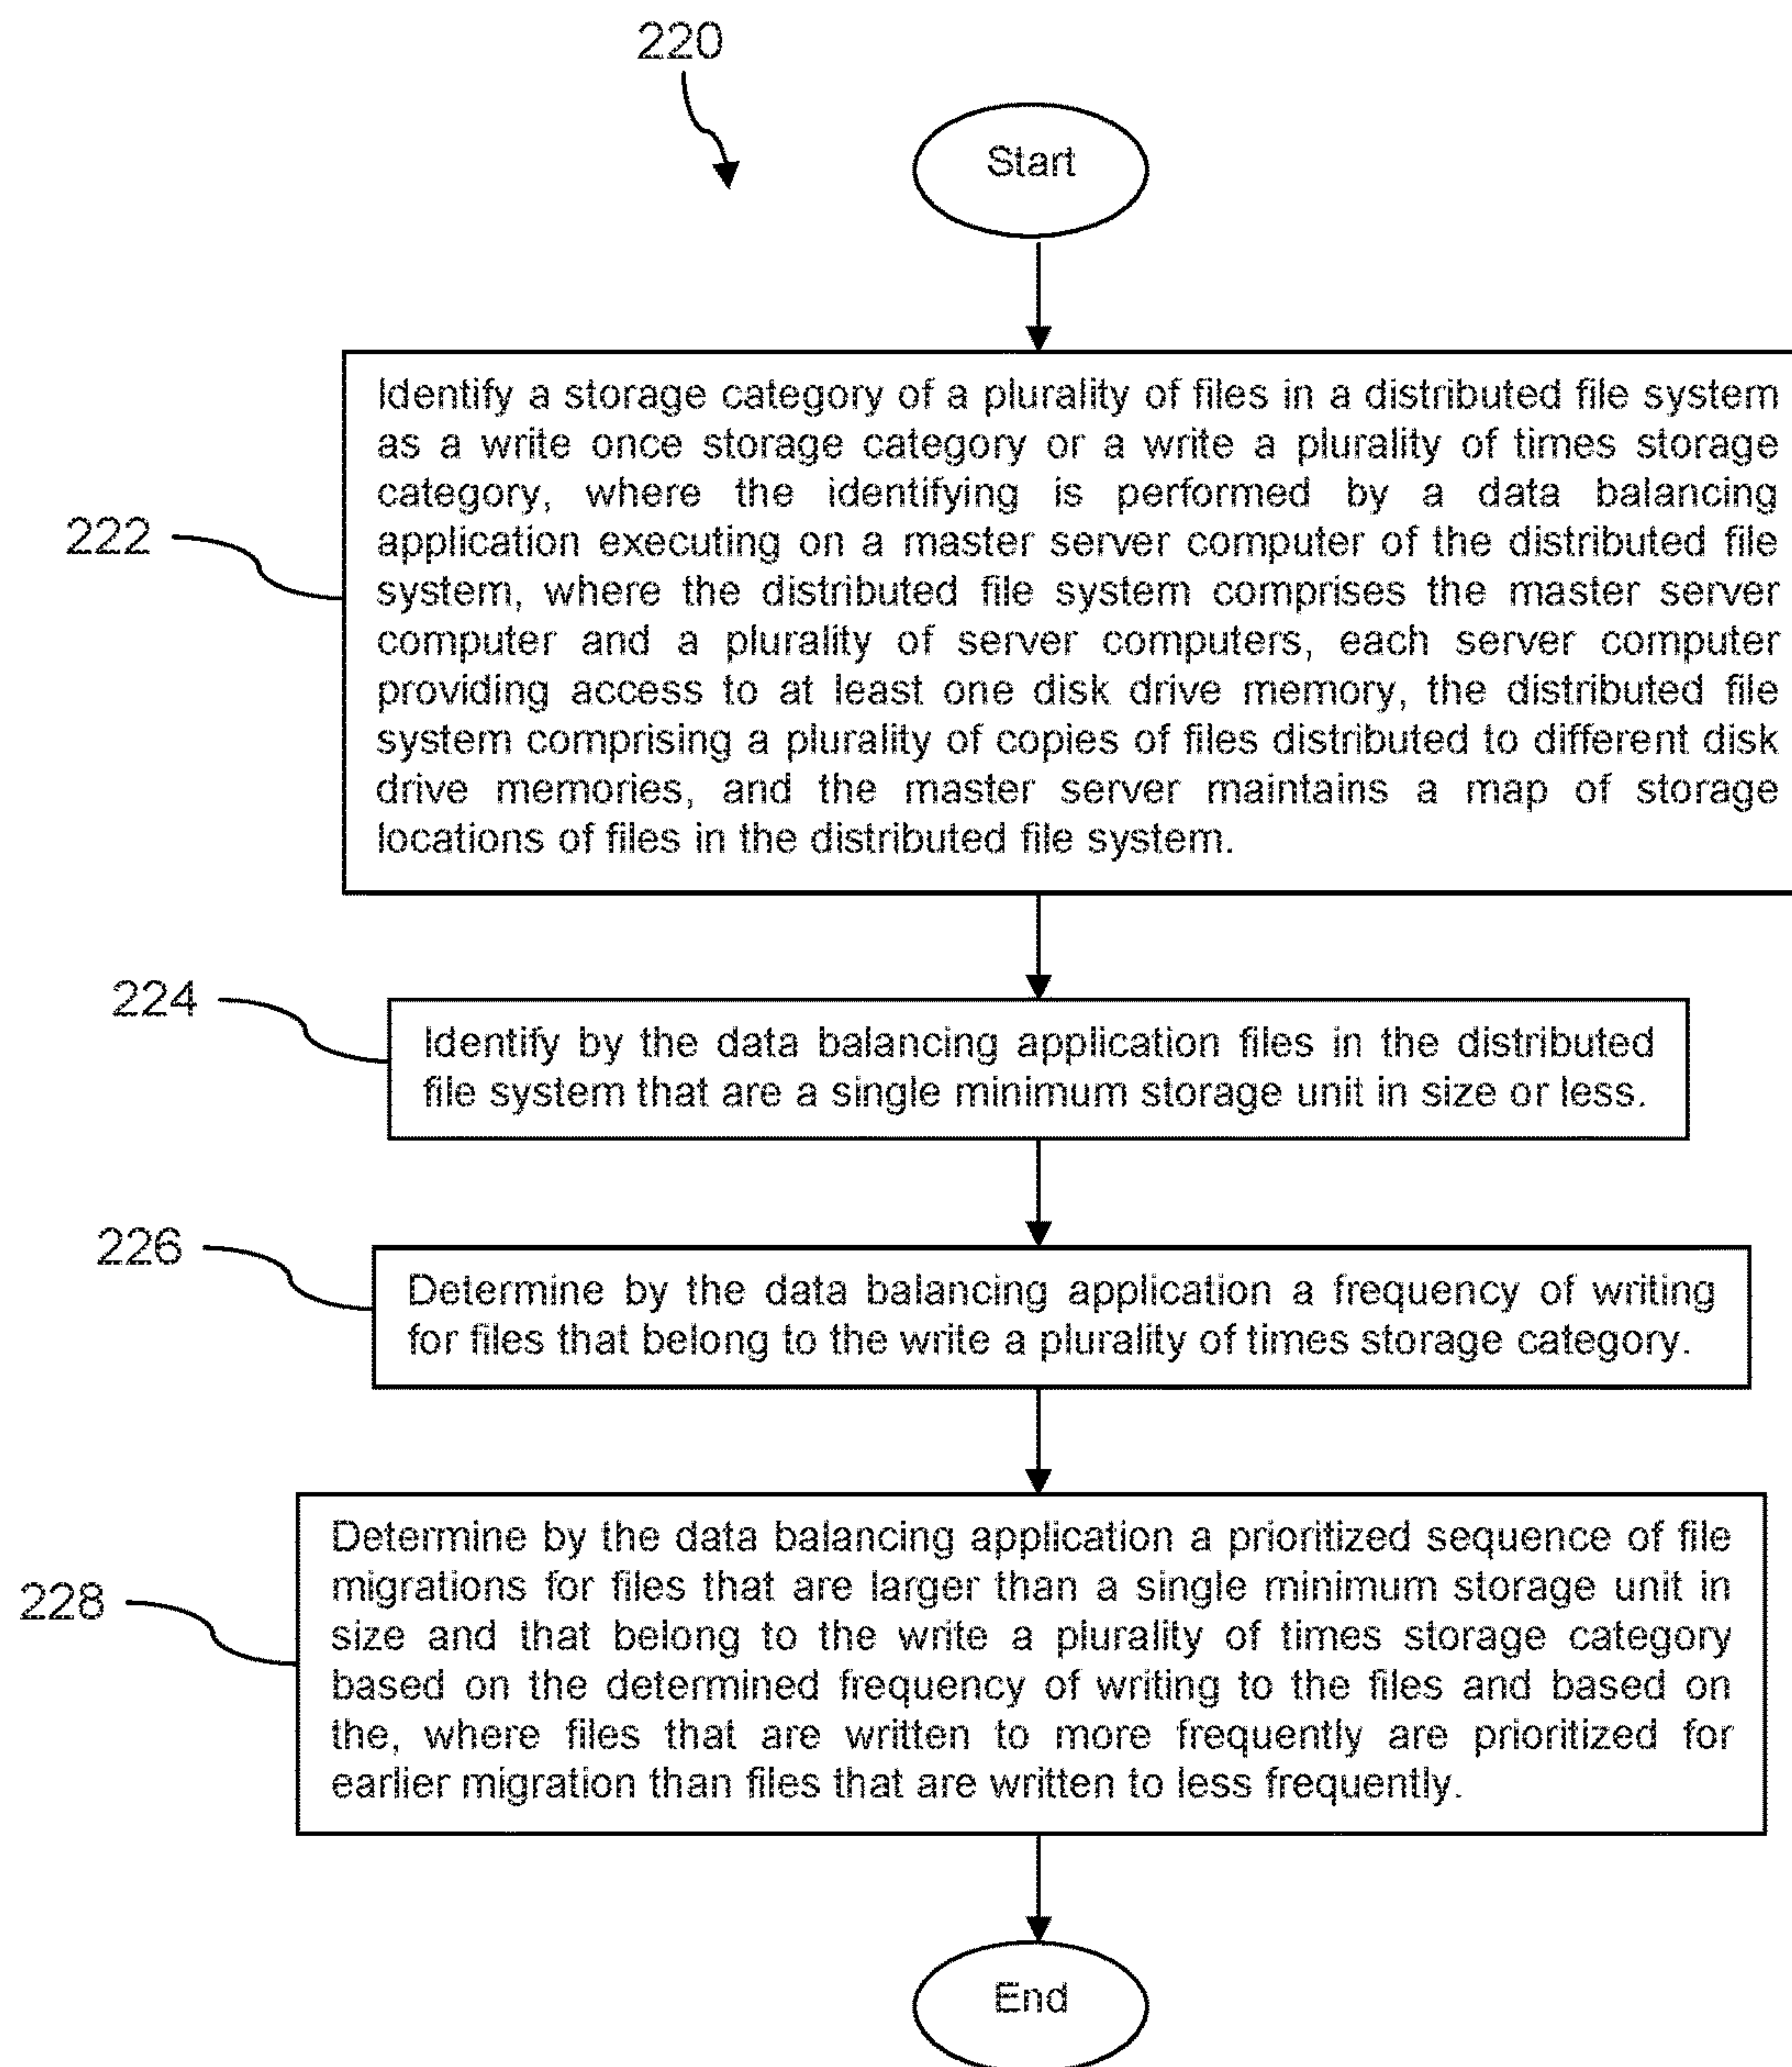 220
Start
222
Identify a storage category of a plurality of files in a distributed file system
as a write once storage category or a write a plurality of times storage
category, where the identifying is performed by a data balancing
application executing on a master server computer of the distributed file
system, where the distributed file system comprises the master server
computer and a plurality of server computers, each server computer
providing access to at least one disk drive memory, the distributed file
system comprising a plurality of copies of files distributed to different disk
drive memories, and the master server maintains a map of storage
locations of files in the distributed file system.
224
Identify by the data balancing application files in the distributed
file system that are a single minimum storage unit in size or less.
226
Determine by the data balancing application a frequency of writing
for files that belong to the write a plurality of times storage category.
228
Determine by the data balancing application a prioritized sequence of file
migrations for files that are larger than a single minimum storage unit in
size and that belong to the write a plurality of times storage category
based on the determined frequency of writing to the files and based on
the, where files that are written to more frequently are prioritized for
earlier migration than files that are written to less frequently.
End